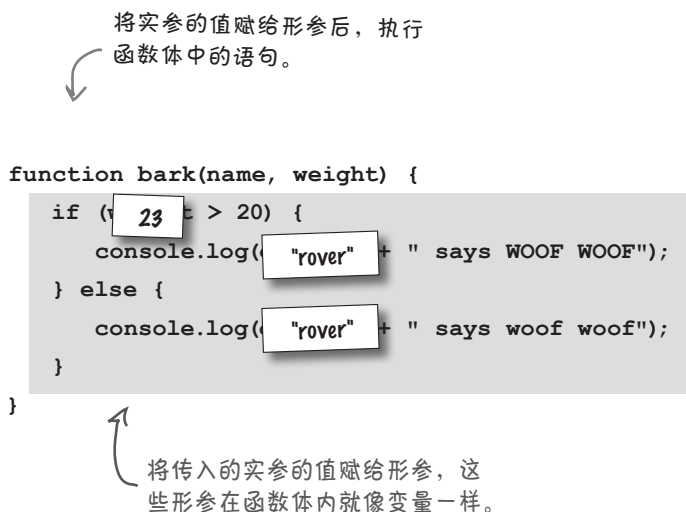 将实参的值赋给形参后，执行
函数体中的语句。
function bark(name, weight) {
if ( 23 t > 20) {
console.log( "rover" + " says WOOF WOOF");
} else {
console.log( "rover" + " says woof woof");
}
}
将传入的实参的值赋给形参，这
些形参在函数体内就像变量一样。